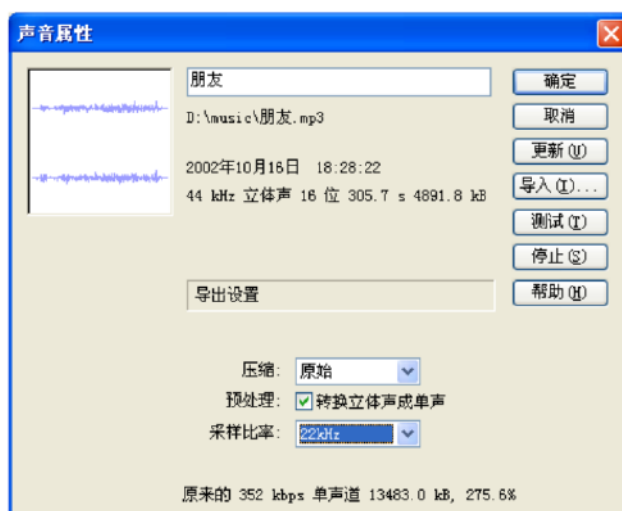 声音属性
朋友
确定
D:\music\朋友.mp3
取消
更新(U)
2002年10月16日 18:28:22
44 kHz 立体声 16 位 305.7 s 4891.8 kB
导入(I)...
测试(T)
停止(S)
导出设置
帮助(H)
压缩: 原始
预处理: 转换立体声成单声
采样比率: 22kHz
原来的 352 kbps 单声道 13483.0 kB, 275.6%